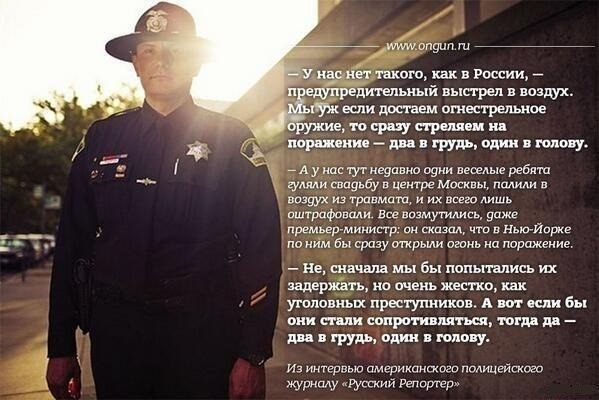 www.ongun.ru
— У нас нет такого, как в России, —
предупредительный выстрел в воздух.
Мы уж если достаем огнестрельное
оружие, то сразу стреляем на
поражение — два в грудь, один в голову.
— А у нас тут недавно одни веселые ребята
гуляли свадьбу в центре Москвы, палили в
воздух из травмата, и их всего лишь
оштрафовали. Все возмутились, даже
премьер-министр: он сказал, что в Нью-Йорке
по ним бы сразу открыли огонь на поражение.
— Не, сначала мы бы попытались их
задержать, но очень жестко, как
уголовных преступников. А вот если бы
они стали сопротивляться, тогда да —
два в грудь, один в голову.
Из интервью американского полицейского
журналу «Русский Репортер»